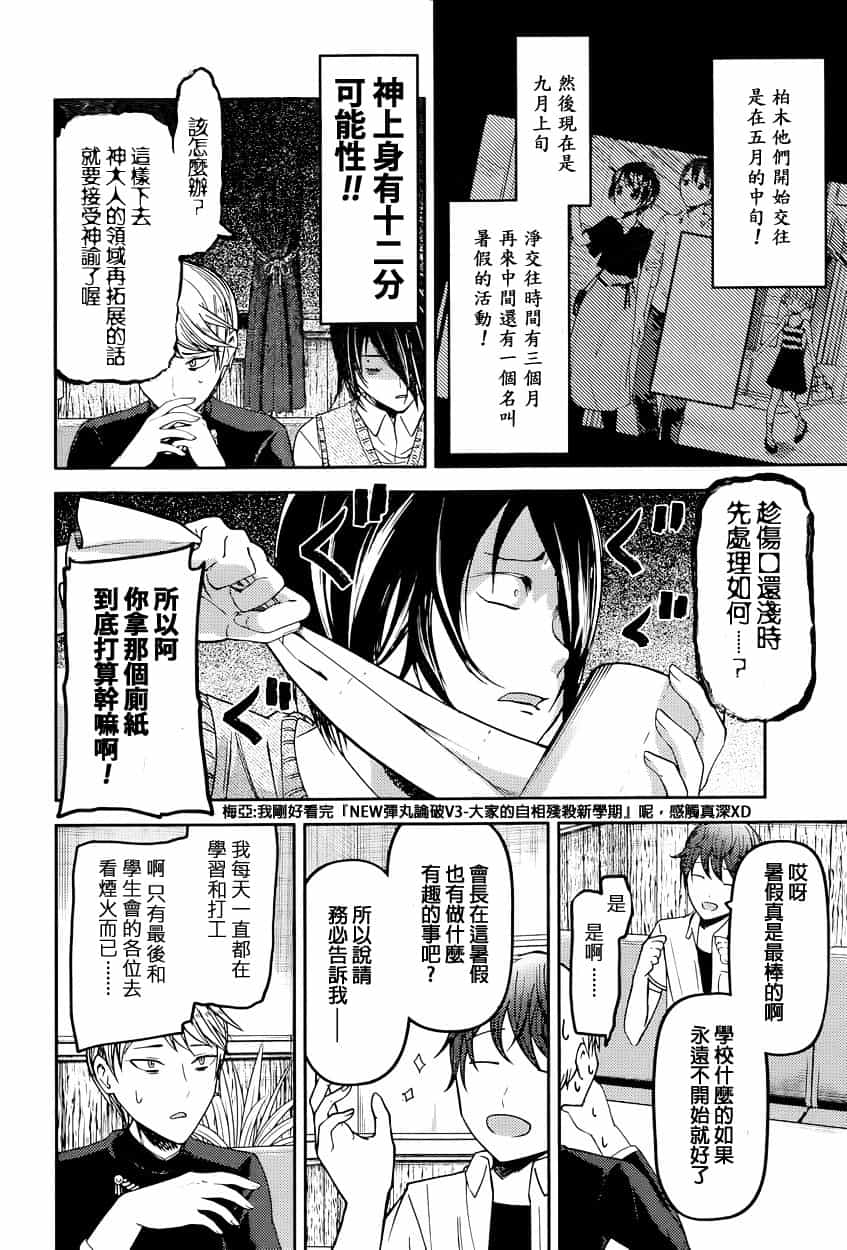 柏木他們開始交往
是在五月的中旬！
然後現在是
九月上旬
淨交往時間有三個月
再來中間還有一個名叫
暑假的活動！
神上身有十二分
可能性!!
該怎麼辦？
這樣下去
神大人的領域再拓展的話
就要接受神諭了喔
趁傷【還淺時
先處理如何……？
ぐ゛
ぐ゛
ぐ゛
所以阿
你拿那個廁紙
到底打算幹嘛啊！
梅亞:我剛好看完「NEW彈丸論破V3-大家的自相殘殺新學期』呢，感觸真深XD
哎呀
暑假真是最棒的啊
學校什麼的如果
永遠不開始就好了
是
是啊……
會長在這暑假
也有做什麼
有趣的事吧？
所以說請
務必告訴我——
我每天一直都在
學習和打工
啊 只有最後和
學生會的各位去
看煙火而己……